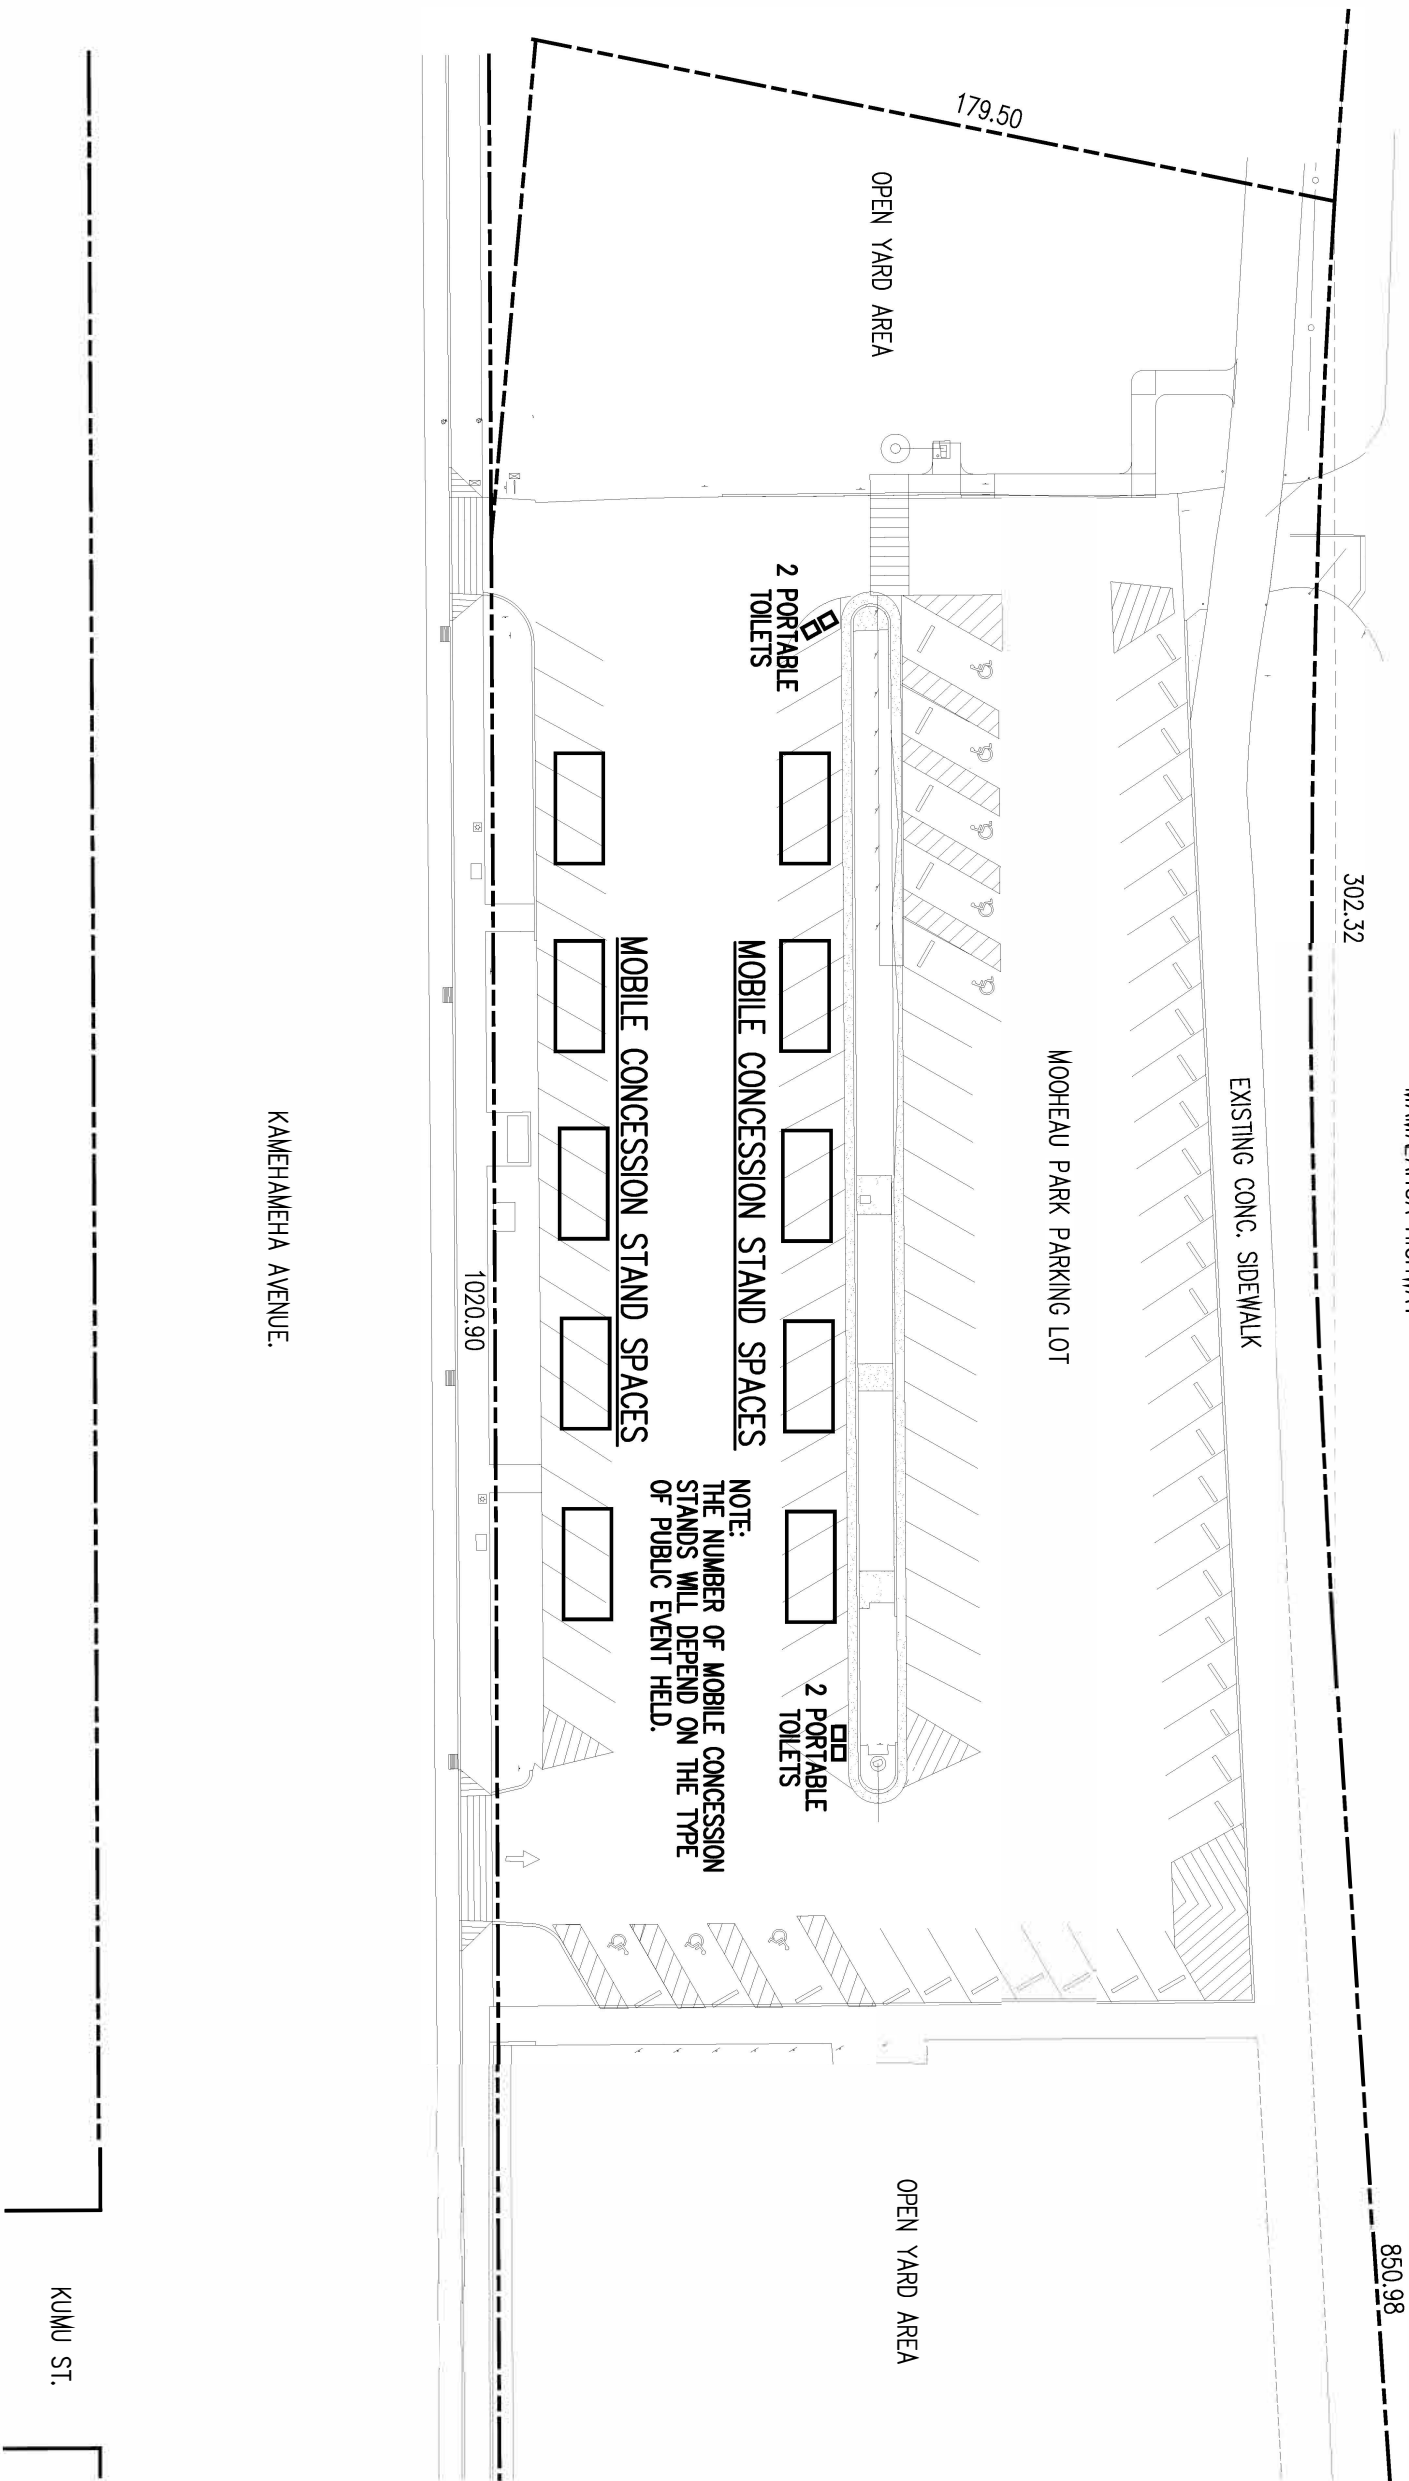 850.98
302.32
EXISTING CONC. SIDEWALK
MOOHEAU PARK PARKING LOT
179.50
OPEN YARD AREA
OPEN YARD AREA
2 PORTABLE
TOILETS
2 PORTABLE
TOILETS
MOBILE CONCESSION STAND SPACES
MOBILE CONCESSION STAND SPACES
NOTE:
THE NUMBER OF MOBILE CONCESSION
STANDS WILL DEPEND ON THE TYPE
OF PUBLIC EVENT HELD.
1020.90
KAMEHAMEHA AVENUE.
KUMU ST.